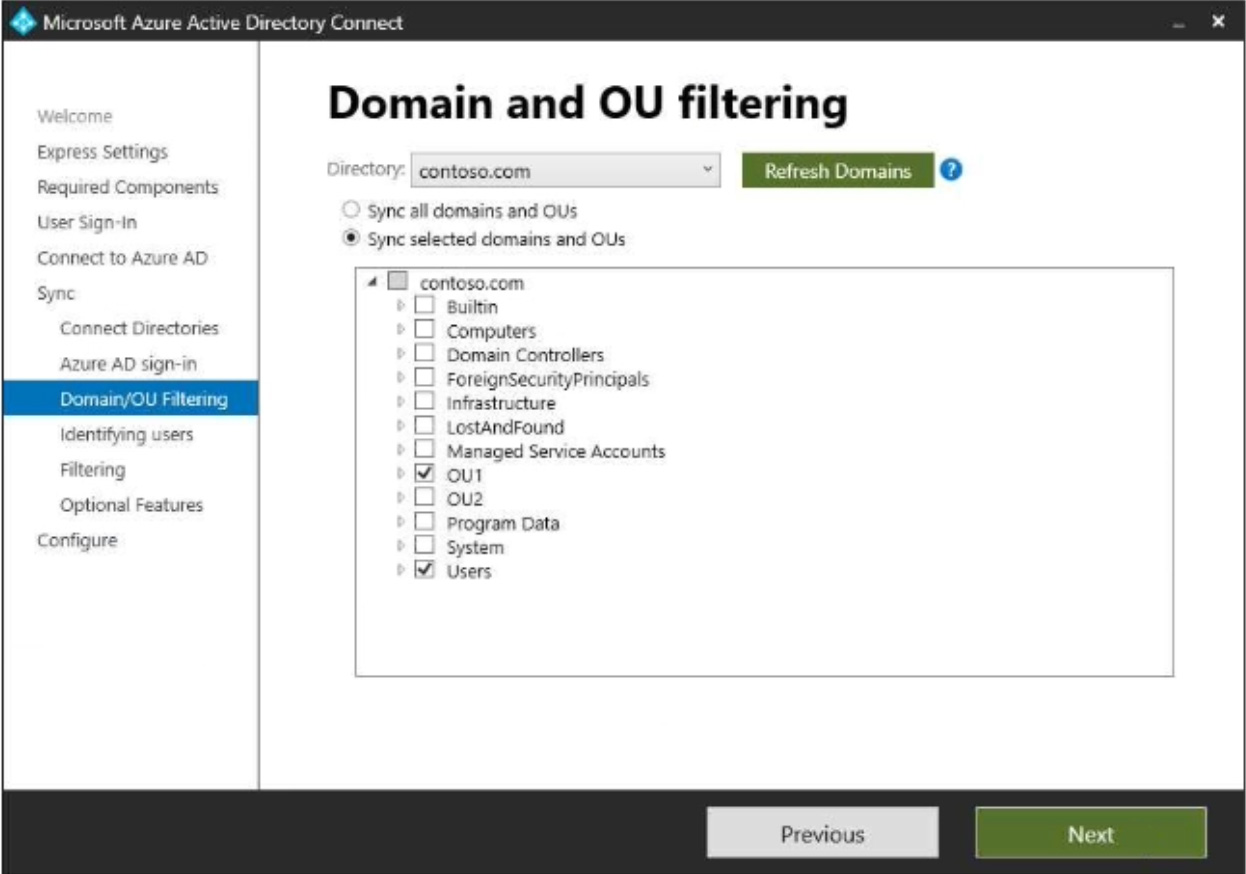 Microsoft Azure Active Directory Connect
Welcome
Express Settings
Required Components
User Sign-In
Connect to Azure AD
Sync
Connect Directories
Azure AD sign-in
Domain/OU Filtering
Identifying users
Filtering
Optional Features
Configure
Domain and OU filtering
Directory: contoso.com Refresh Domains ?
Sync all domains and OUs
Sync selected domains and OUs
contoso.com
Builtin
Computers
Domain Controllers
ForeignSecurityPrincipals
Infrastructure
LostAndFound
Managed Service Accounts
OU1
OU2
Program Data
System
Users
Previous Next